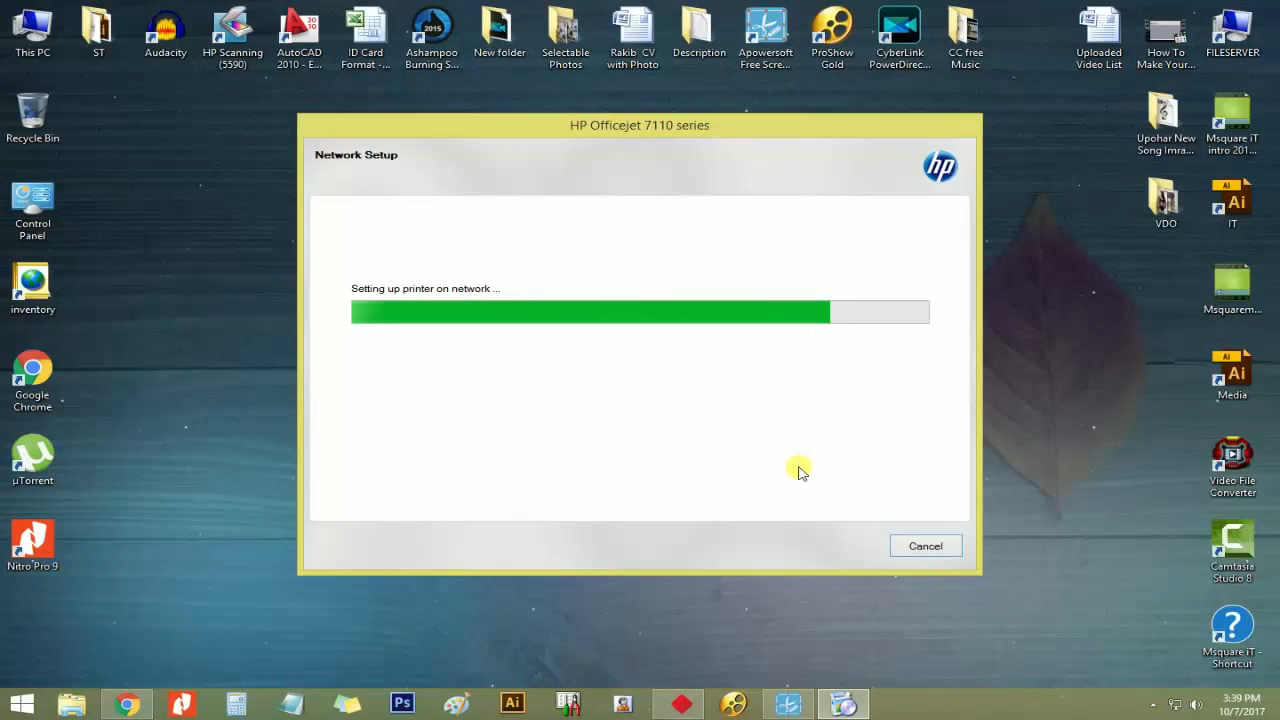 This PC
ST
Audacity
HP Scanning
(5590)
AutoCAD
2010 - E...
ID Card
Format -...
Ashampoo
Burning S...
New folder
Selectable
Photos
Rakib_CV
with Photo
Description
Apowersoft
Free Scre...
ProShow
Gold
CyberLink
PowerDirec...
CC free
Music
Uploaded
Video List
How To
Make Your...
FILESERVER
Recycle Bin
Upohar New
Song Imra...
Msquare iT
intro 201...
Control
Panel
VDO
IT
inventory
Msquarem...
Google
Chrome
Media
µTorrent
Video File
Converter
Nitro Pro 9
Camtasia
Studio 8
Msquare iT -
Shortcut
HP Officejet 7110 series
Network Setup
hp
Setting up printer on network ...
Cancel
Ps
Ai
3:39 PM
10/7/2017